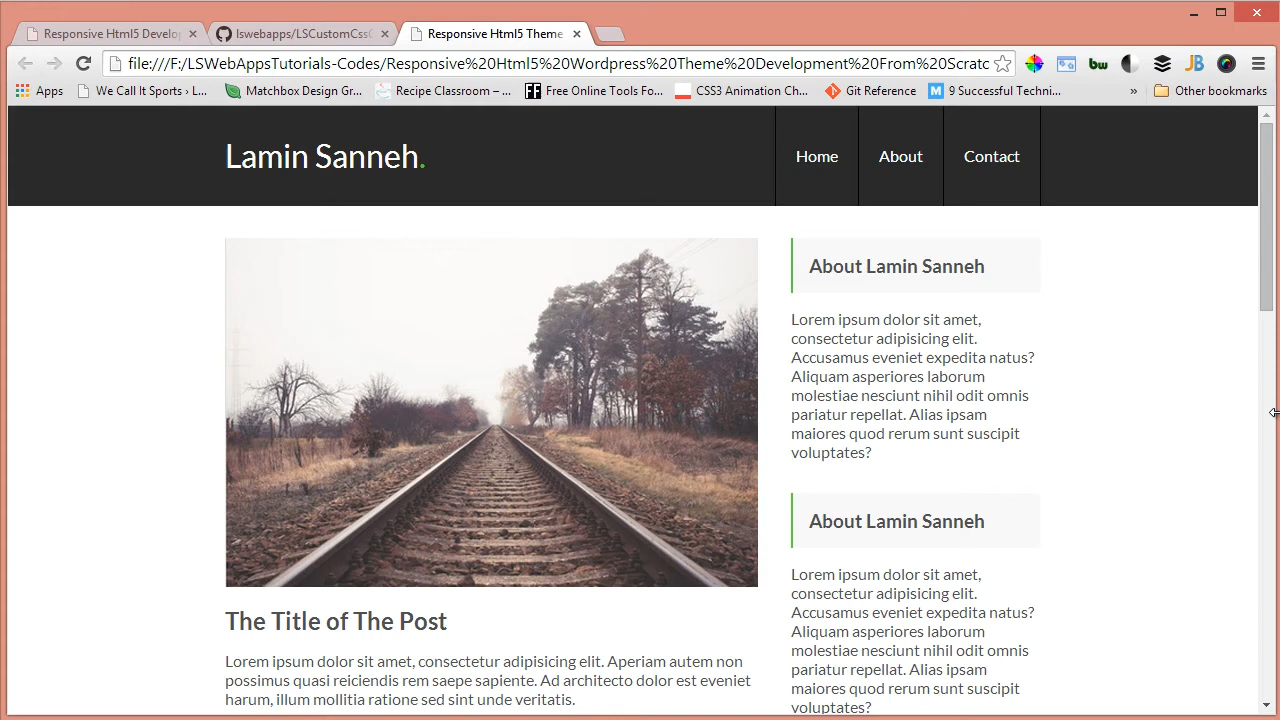 Responsive Html5 Develo
lswebapps/LSCustomCssG
Responsive Html5 Theme
file:///F:/LSWebAppsTutorials-Codes/Responsive%20Html5%20Wordpress%20Theme%20Development%20From%20Scratc
bw
JB
Apps
We Call It Sports › L...
Matchbox Design Gr...
Recipe Classroom – ...
FF
Free Online Tools Fo...
CSS3 Animation Ch...
Git Reference
M
9 Successful Techni...
»
Other bookmarks
Lamin Sanneh.
Home
About
Contact
About Lamin Sanneh
Lorem ipsum dolor sit amet,
consectetur adipisicing elit.
Accusamus eveniet expedita natus?
Aliquam asperiores laborum
molestiae nesciunt nihil odit omnis
pariatur repellat. Alias ipsam
maiores quod rerum sunt suscipit
voluptates?
About Lamin Sanneh
Lorem ipsum dolor sit amet,
consectetur adipisicing elit.
Accusamus eveniet expedita natus?
Aliquam asperiores laborum
molestiae nesciunt nihil odit omnis
pariatur repellat. Alias ipsam
maiores quod rerum sunt suscipit
voluptates?
The Title of The Post
Lorem ipsum dolor sit amet, consectetur adipisicing elit. Aperiam autem non
possimus quasi reiciendis rem saepe sapiente. Ad architecto dolor est eveniet
harum, illum mollitia ratione sed sint unde veritatis.